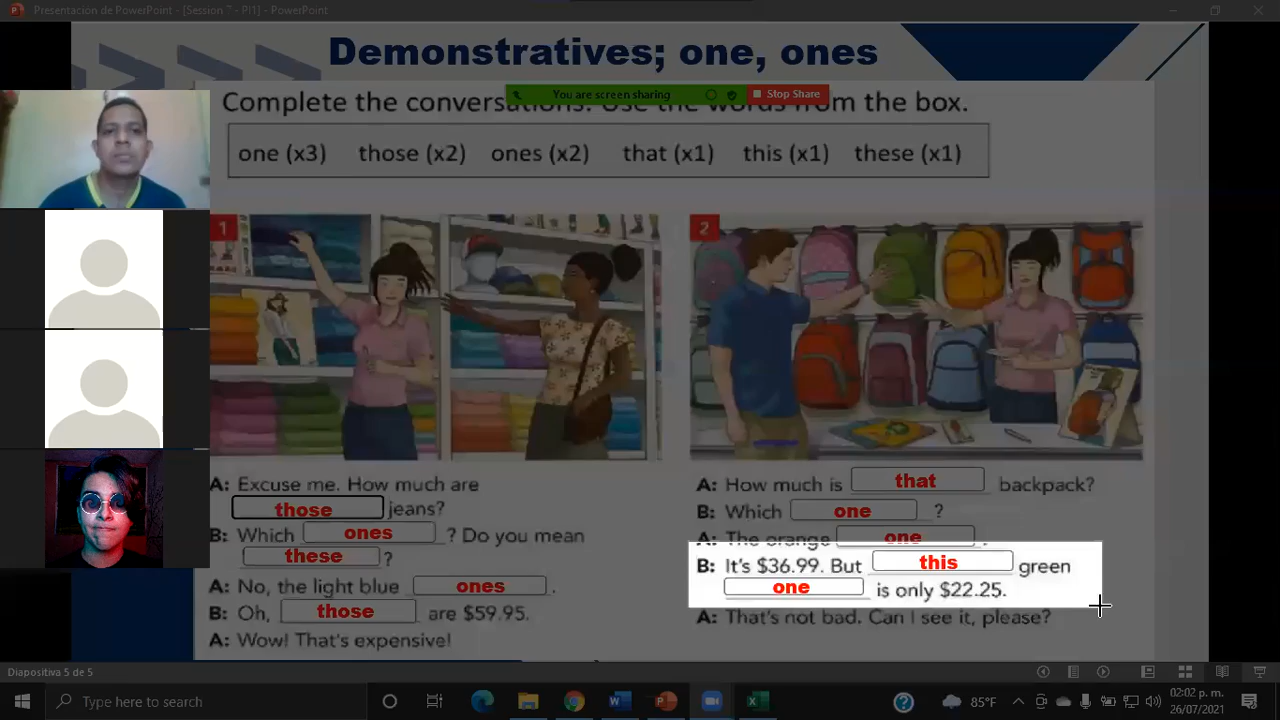 Presentacion de PowerPoint - [Session 7 - PI1] - PowerPoint
Demonstratives; one, ones
You are screen sharing
Stop Share
Complete the conversations. Use the words from the box.
one (x3) those (x2) ones (x2) that (x1) this (x1) these (x1)
1
A: Excuse me. How much are
those jeans?
B: Which ones ? Do you mean
these ?
A: No, the light blue ones .
B: Oh, those are $59.95.
A: Wow! That's expensive!
2
A: How much is that backpack?
B: Which one ?
A: The orange one .
B: It's $36.99. But this green
one is only $22.25.
A: That's not bad. Can I see it, please?
Diapositiva 5 de 5
Type here to search
85°F
02:02 p. m.
26/07/2021